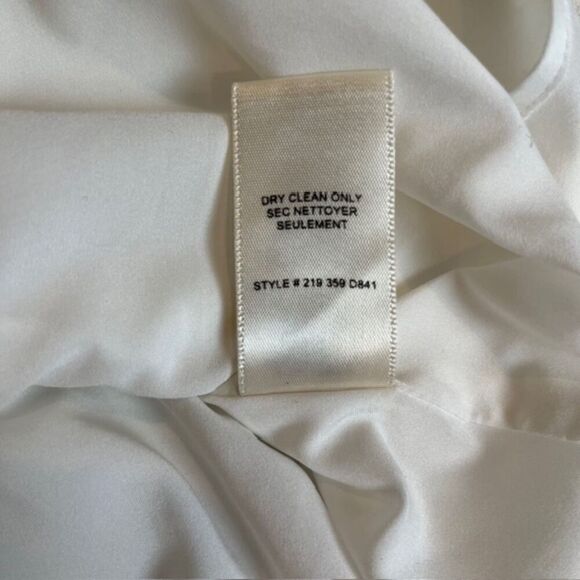 DRY CLEAN ONLY
SEC NETTOYER
SEULEMENT
STYLE # 219 359 D841